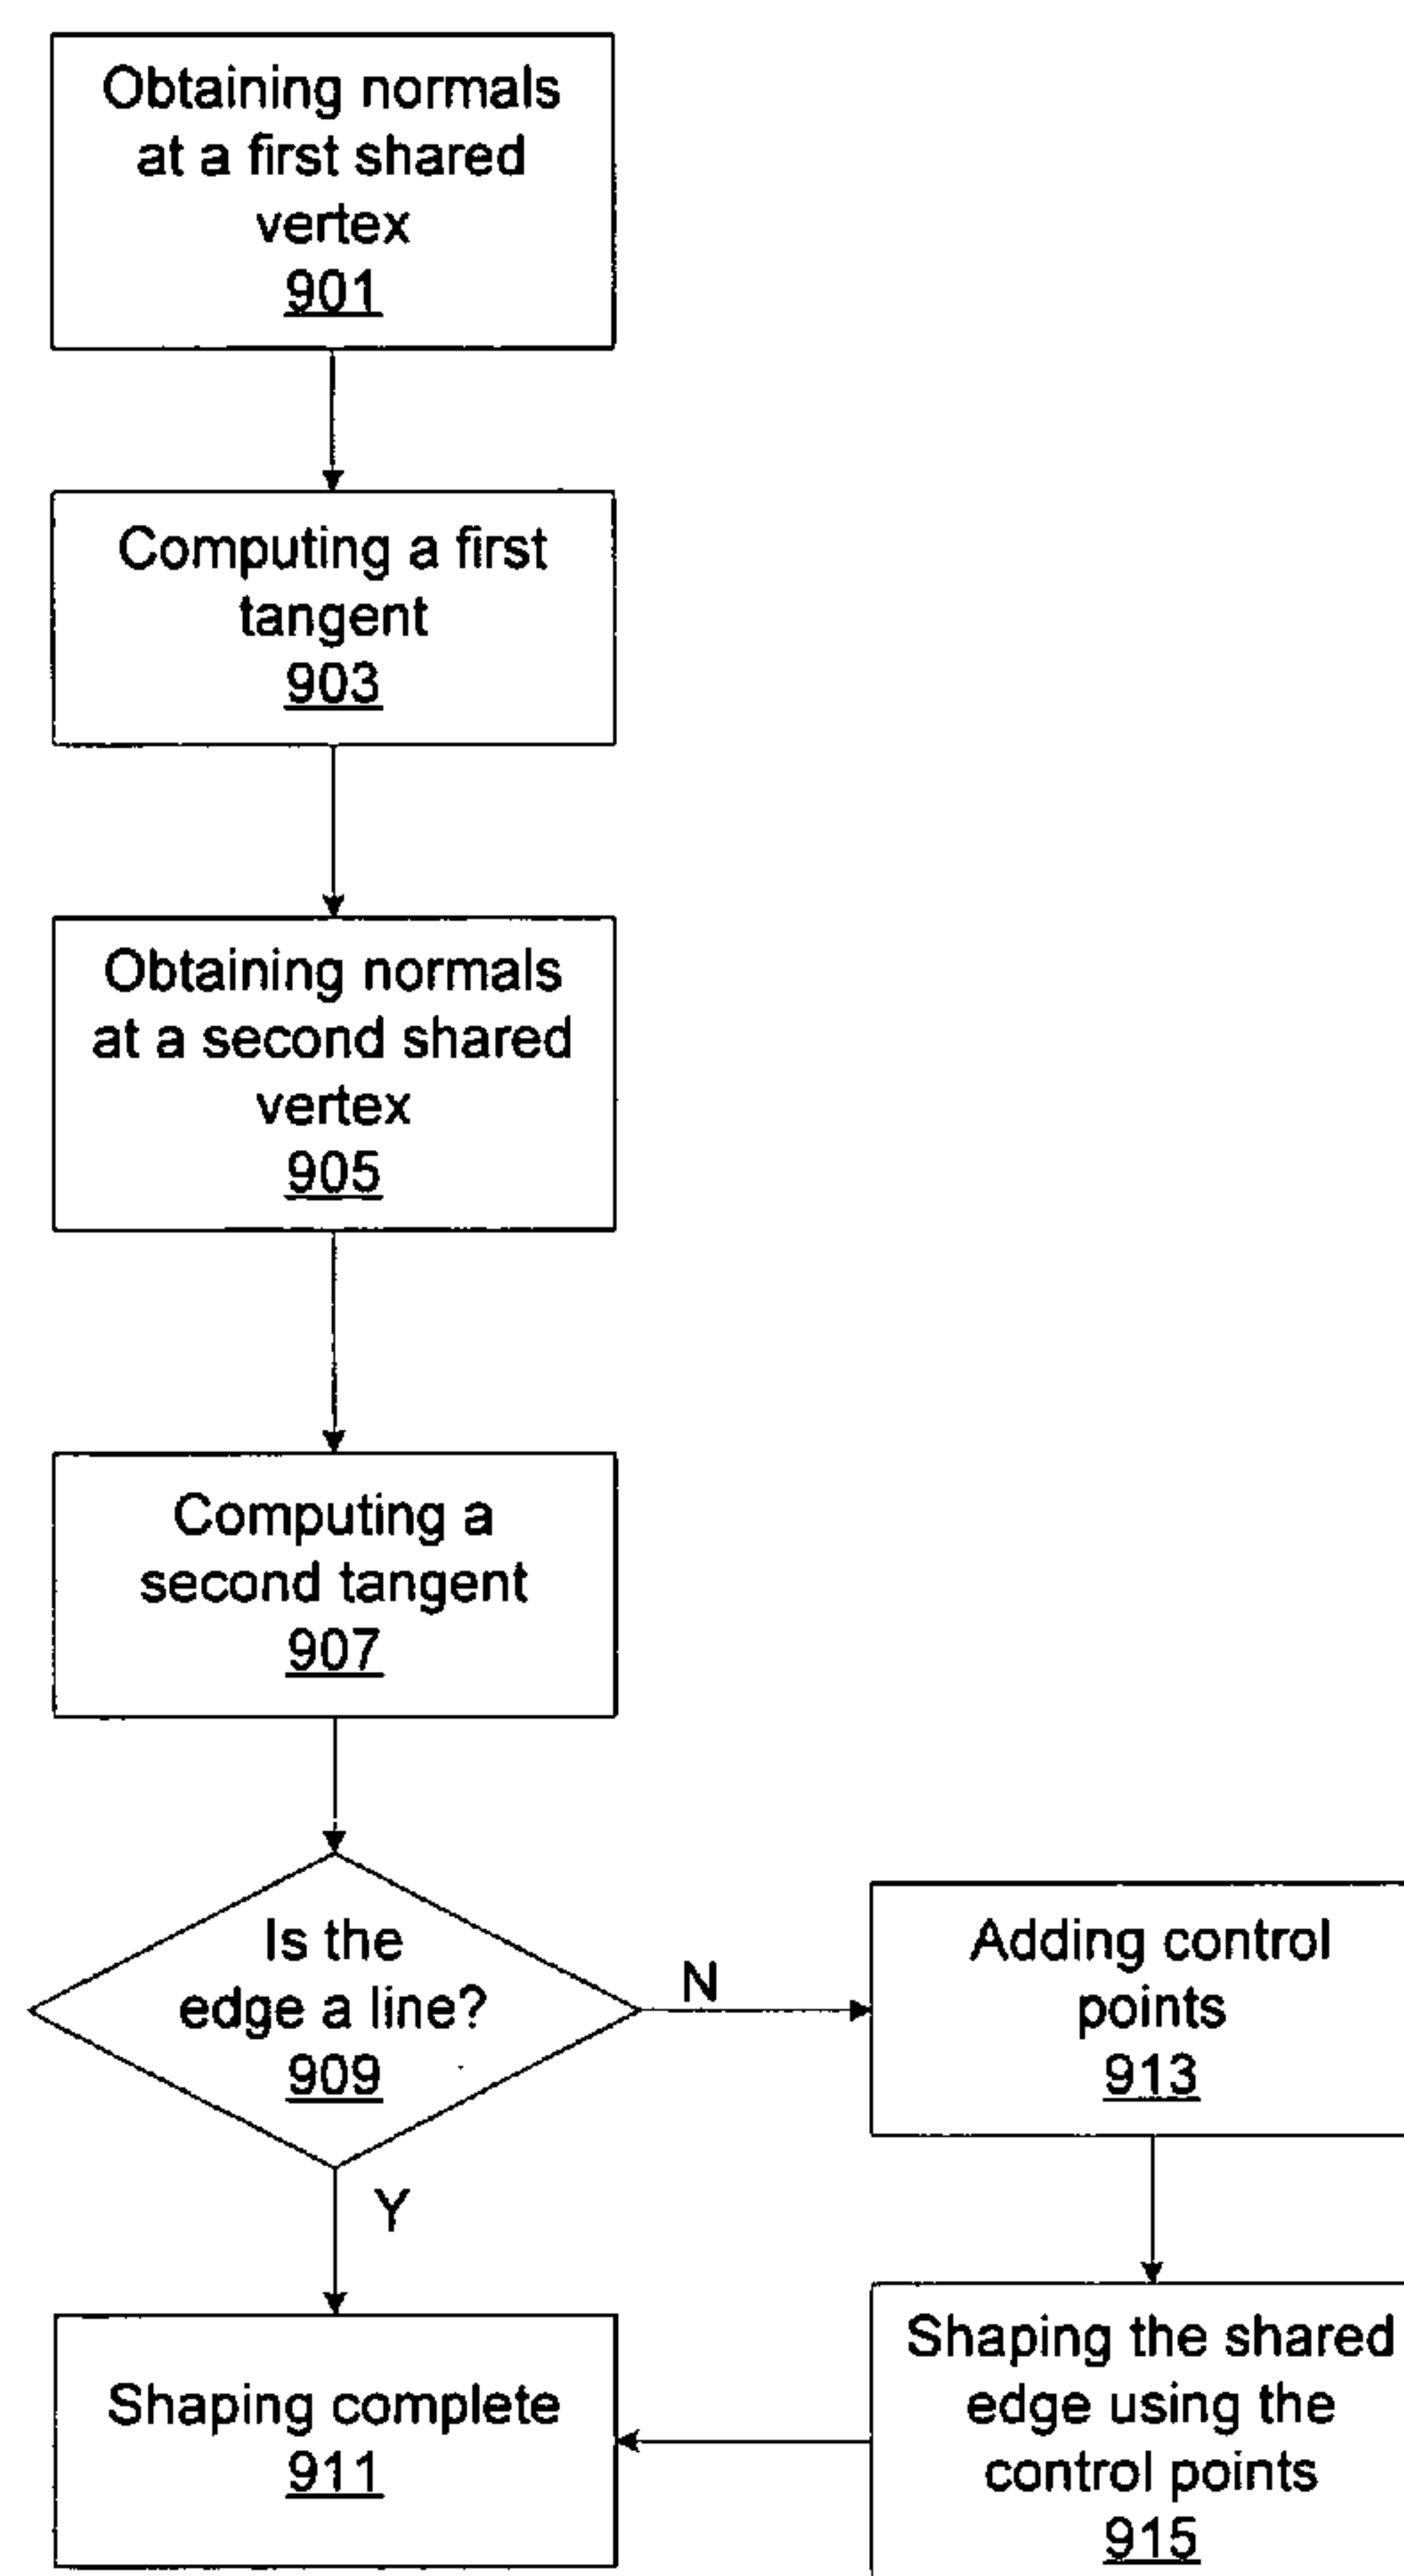 Obtaining normals
at a first shared
vertex
901
Computing a first
tangent
903
Obtaining normals
at a second shared
vertex
905
Computing a
second tangent
907
Is the
edge a line?
909
N
Y
Adding control
points
913
Shaping the shared
edge using the
control points
915
Shaping complete
911